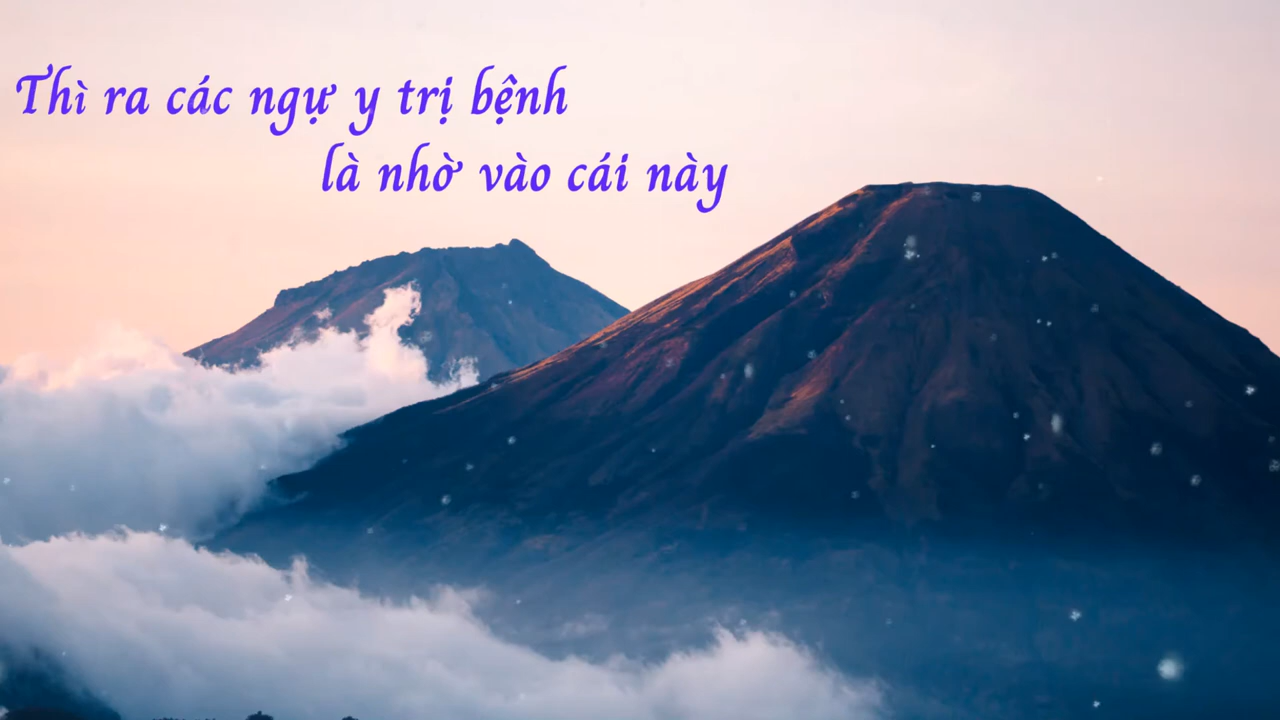 Thì ra các ngự y trị bệnh
là nhờ vào cái này